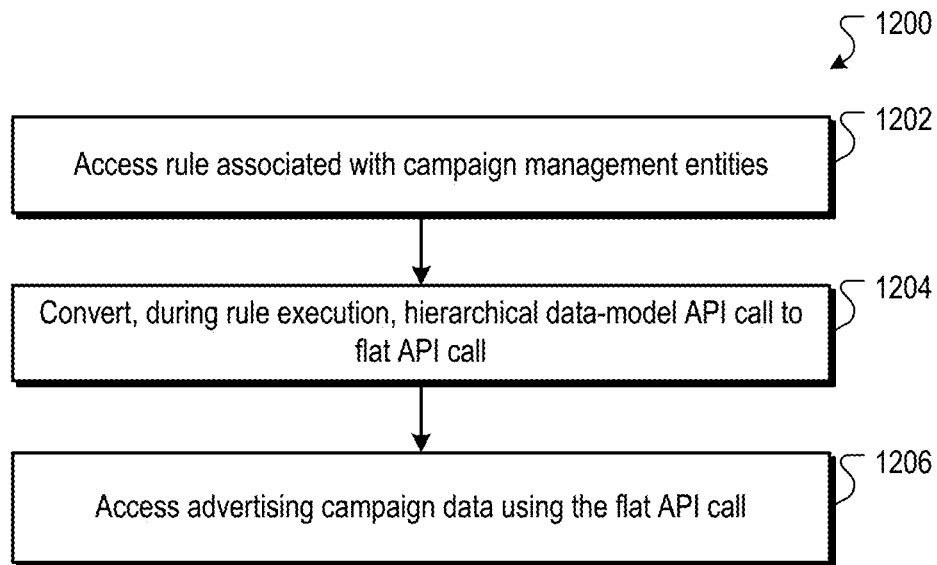 1200
1202
Access rule associated with campaign management entities
1204
Convert, during rule execution, hierarchical data-model API call to
flat API call
1206
Access advertising campaign data using the flat API call